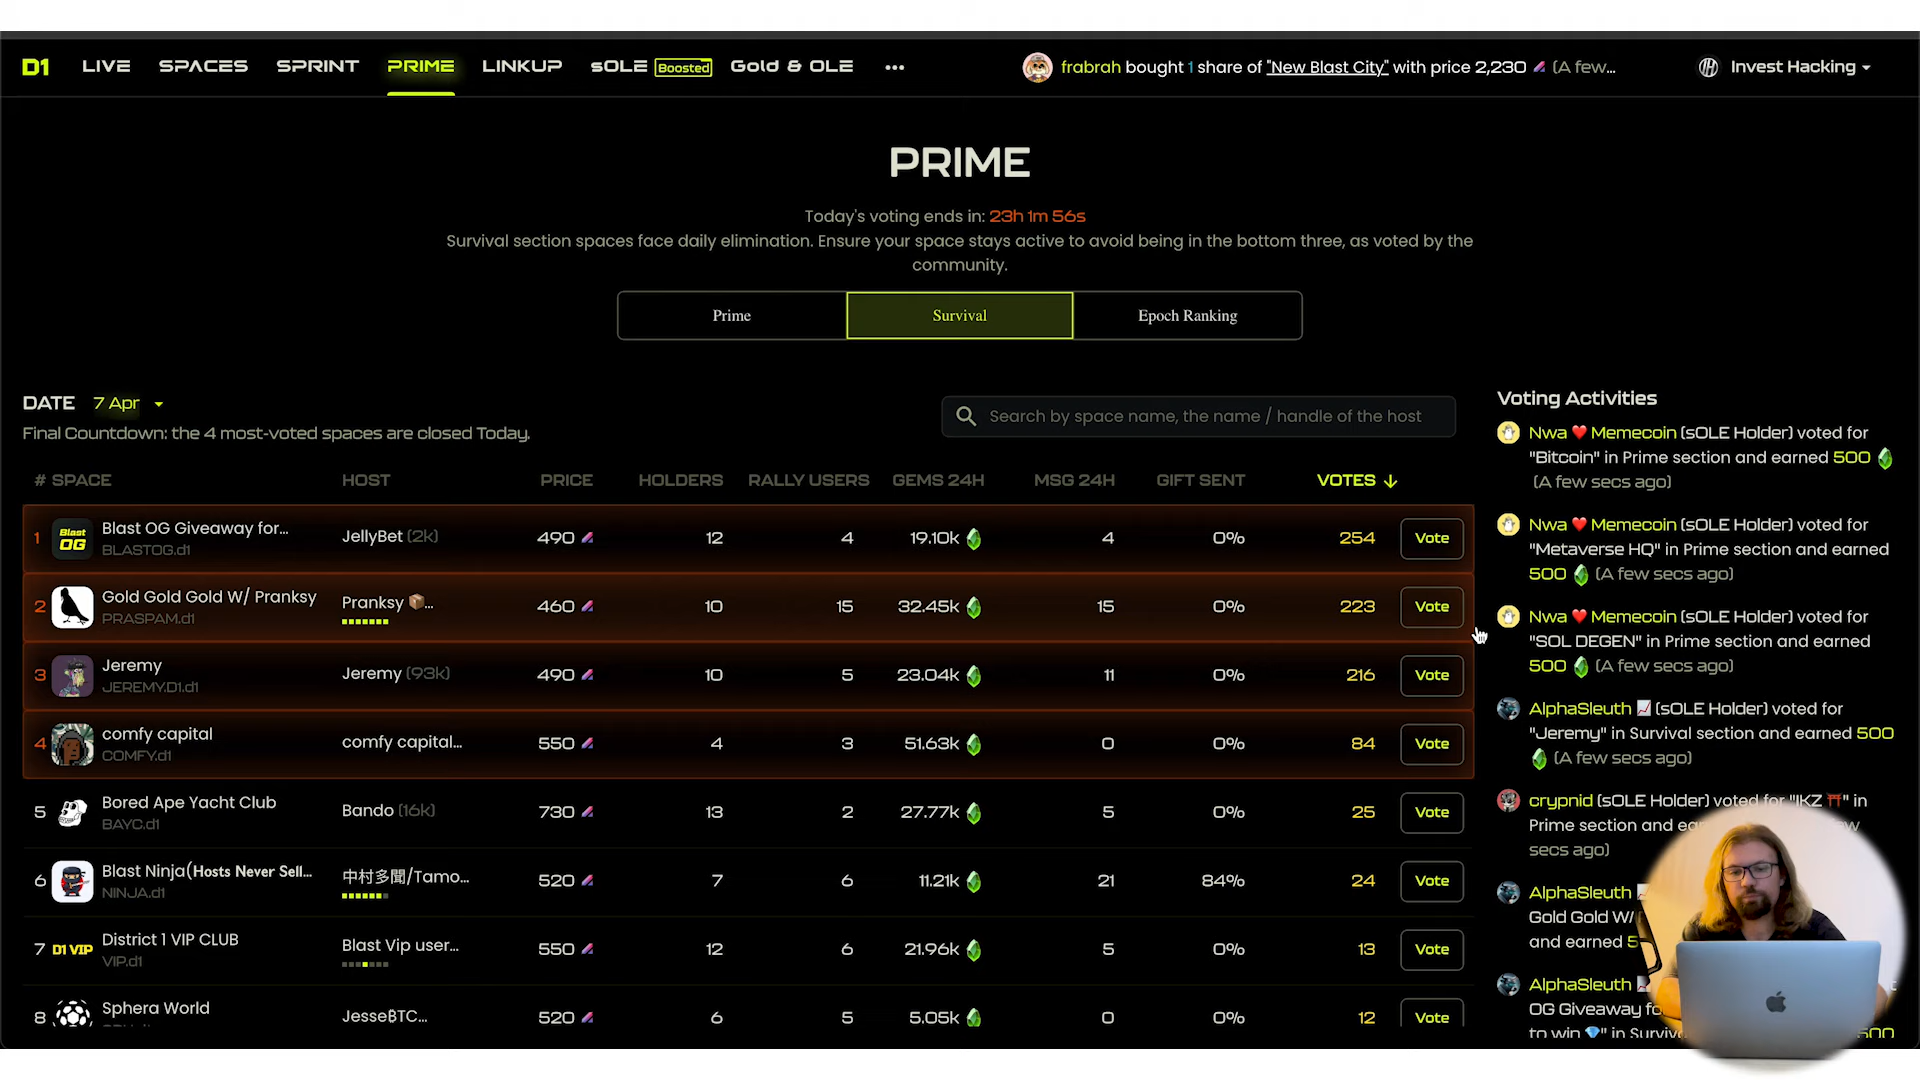 D1 LIVE SPACES SPRINT PRIME LINKUP sOLE Boosted Gold & OLE ...
frabrah bought 1 share of "New Blast City" with price 2,230 (A few...
Invest Hacking
PRIME
Today's voting ends in: 23h 1m 56s
Survival section spaces face daily elimination. Ensure your space stays active to avoid being in the bottom three, as voted by the
community.
Prime Survival Epoch Ranking
DATE 7 Apr
Final Countdown: the 4 most-voted spaces are closed Today.
Search by space name, the name / handle of the host
# SPACE HOST PRICE HOLDERS RALLY USERS GEMS 24H MSG 24H GIFT SENT VOTES ↓
1 Blast OG Blast OG Giveaway for... JellyBet (2k) 490 12 4 19.10k 4 0% 254 Vote
BLASTOG.d1
2 Gold Gold Gold W/ Pranksy Pranksy 📦... 460 10 15 32.45k 15 0% 223 Vote
PRASPAM.d1
3 Jeremy Jeremy (93k) 490 10 5 23.04k 11 0% 216 Vote
JEREMY.D1.d1
4 comfy capital comfy capital... 550 4 3 51.63k 0 0% 84 Vote
COMFY.d1
5 Bored Ape Yacht Club Bando (16k) 730 13 2 27.77k 5 0% 25 Vote
BAYC.d1
6 Blast Ninja(Hosts Never Sell... 中村多聞/Tamo... 520 7 6 11.21k 21 84% 24 Vote
NINJA.d1
7 D1 VIP District 1 VIP CLUB Blast Vip user... 550 12 6 21.96k 5 0% 13 Vote
VIP.d1
8 Sphera World JesseɃTC... 520 6 5 5.05k 0 0% 12 Vote
Voting Activities
Nwa ❤️ Memecoin (sOLE Holder) voted for
"Bitcoin" in Prime section and earned 500
(A few secs ago)
Nwa ❤️ Memecoin (sOLE Holder) voted for
"Metaverse HQ" in Prime section and earned
500 (A few secs ago)
Nwa ❤️ Memecoin (sOLE Holder) voted for
"SOL DEGEN" in Prime section and earned
500 (A few secs ago)
AlphaSleuth 📈 (sOLE Holder) voted for
"Jeremy" in Survival section and earned 500
(A few secs ago)
crypnid (sOLE Holder) voted for "IKZ ⛩️" in
Prime section and
secs ago)
AlphaSleuth
Gold Gold W/
and earned
AlphaSleuth
OG Giveaway
to win 💎" in